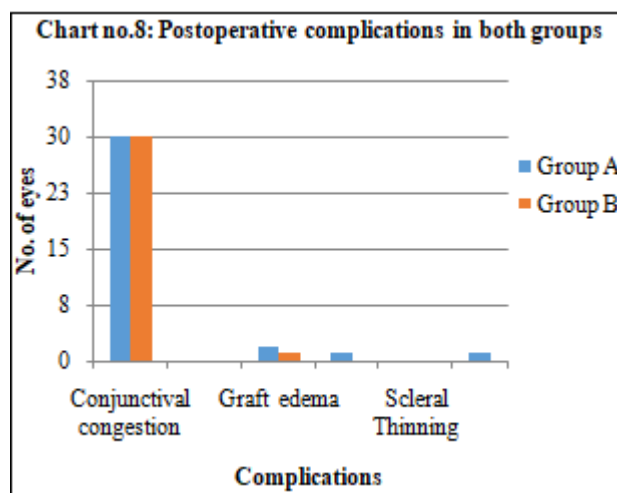 Chart no.8: Postoperative complications in both groups
38
30
23
15
8
0
No. of eyes
Conjunctival
congestion
Graft edema
Scleral
Thinning
Complications
Group A
Group B